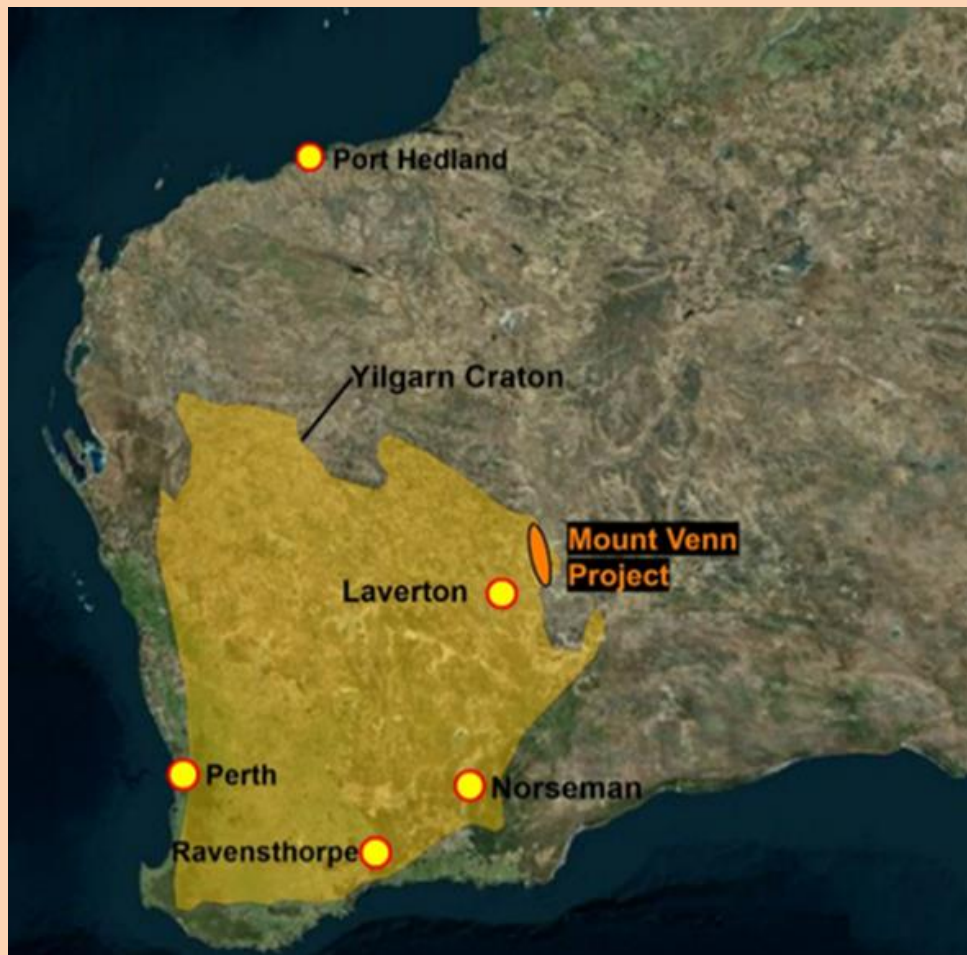 Port Hedland
Yilgarn Craton
Mount Venn
Project
Laverton
Perth
Norseman
Ravensthorpe